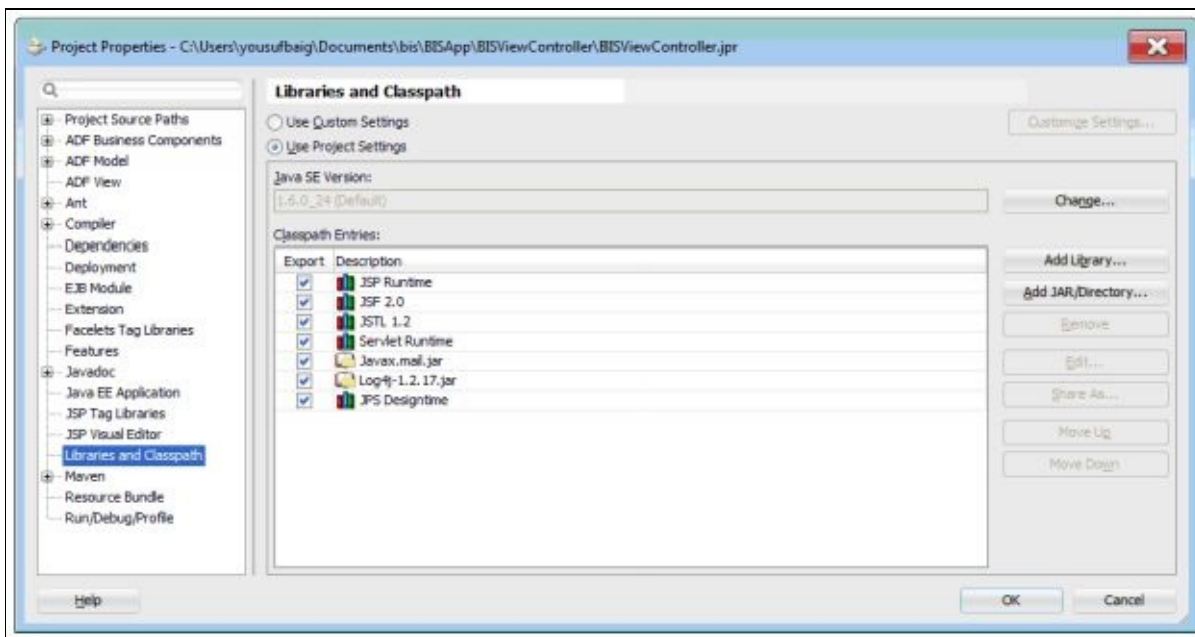 Project Properties - C:\Users\yousufbaig\Documents\bis\BISApp\BISViewController\BISViewController.jpr
Project Source Paths
ADF Business Components
ADF Model
ADF View
Ant
Compiler
Dependencies
Deployment
EJB Module
Extension
Facelets Tag Libraries
Features
Javadoc
Java EE Application
JSP Tag Libraries
JSP Visual Editor
Libraries and Classpath
Maven
Resource Bundle
Run/Debug/Profile
Libraries and Classpath
Use Custom Settings
Customize Settings...
Use Project Settings
Java SE Version:
1.6.0_24 (Default)
Change...
Classpath Entries:
Export Description
JSP Runtime
JSF 2.0
JSTL 1.2
Servlet Runtime
Javax.mail.jar
Log4j-1.2.17.jar
JPS Designtime
Add Library...
Add JAR/Directory...
Remove
Edit...
Share As...
Move Up
Move Down
Help
OK
Cancel